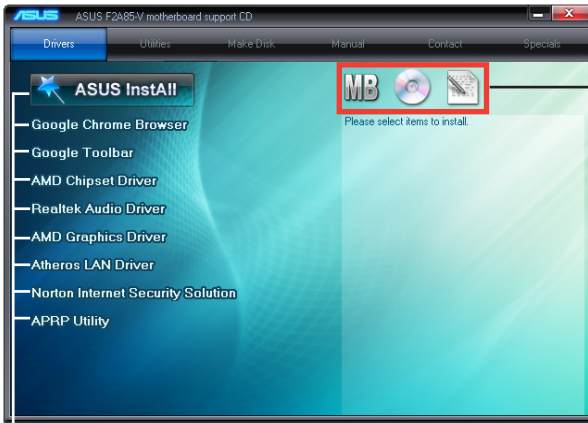 ASUS ASUS F2A85-V motherboard support CD
Drivers Utilities Make Disk Manual Contact Specials
ASUS InstAll
MB
Please select items to install.
Google Chrome Browser
Google Toolbar
AMD Chipset Driver
Realtek Audio Driver
AMD Graphics Driver
Atheros LAN Driver
Norton Internet Security Solution
APRP Utility